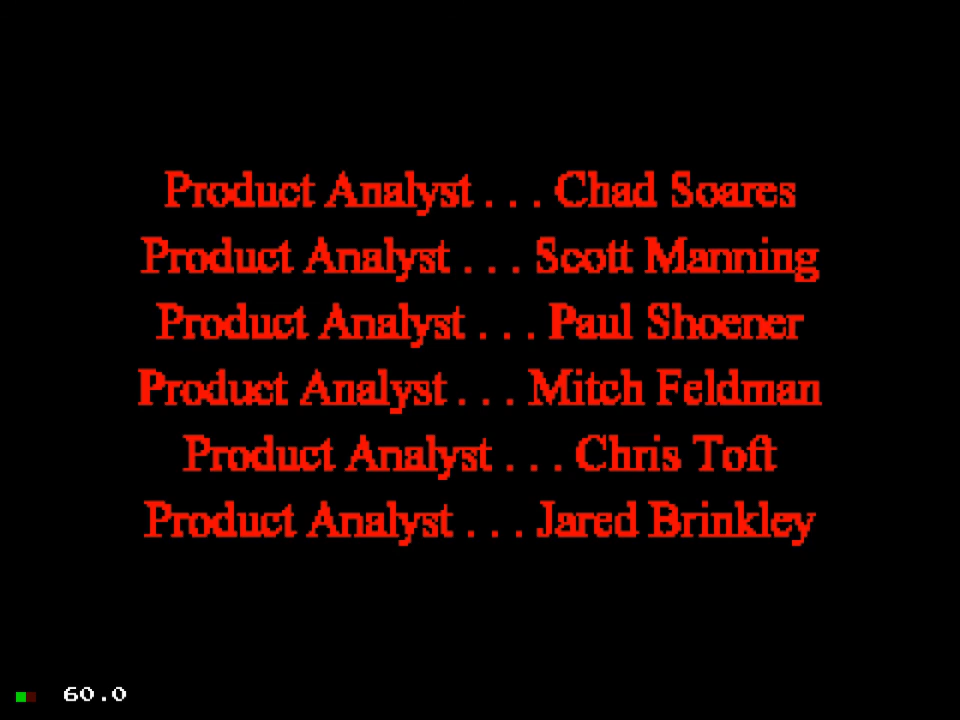 Product Analyst . . . Chad Soares
Product Analyst . . . Scott Manning
Product Analyst . . . Paul Shoener
Product Analyst . . . Mitch Feldman
Product Analyst . . . Chris Toft
Product Analyst . . . Jared Brinkley
60.0